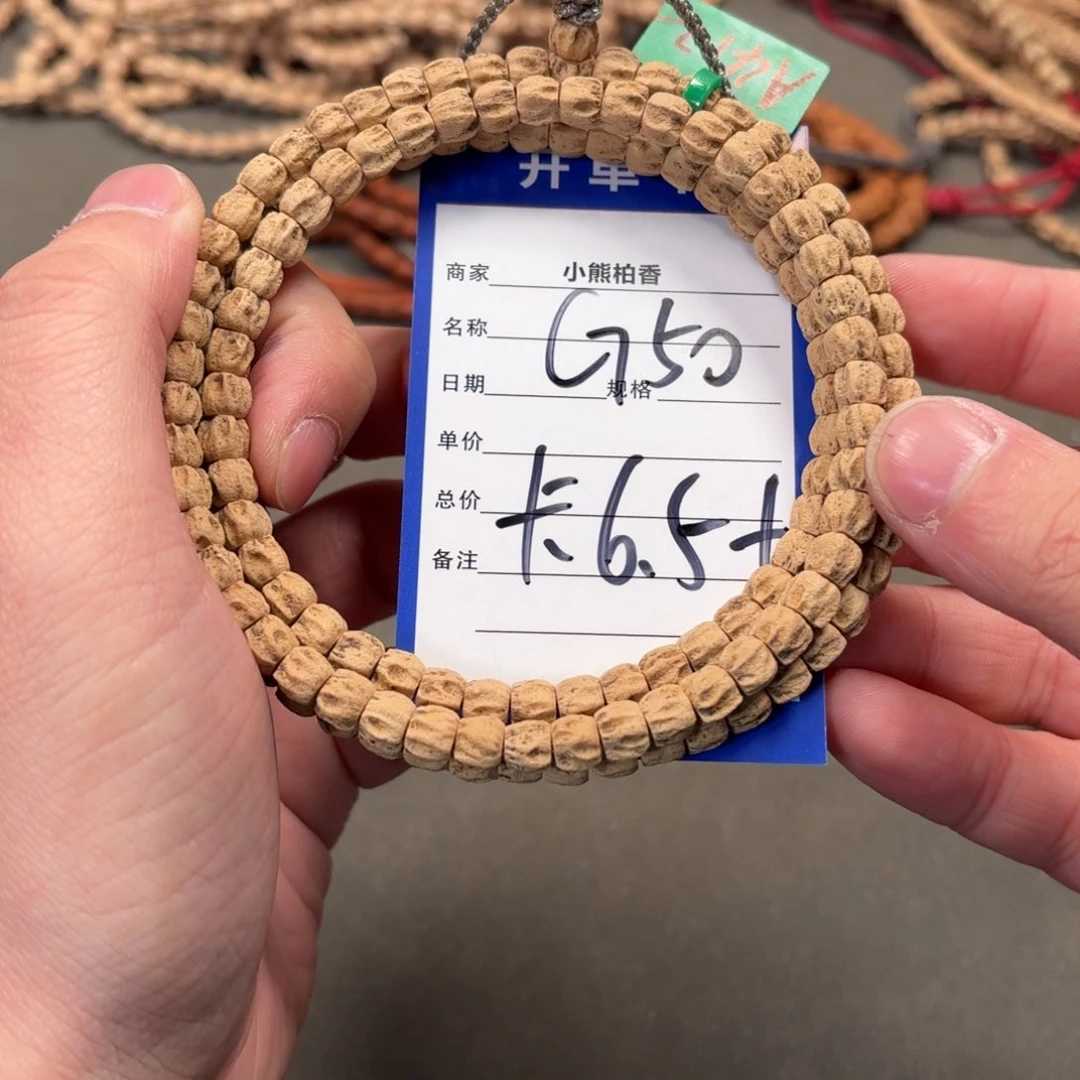 开单
商家 小熊柏香
名称 G50
日期 规格
单价
总价 卡6.5+
备注